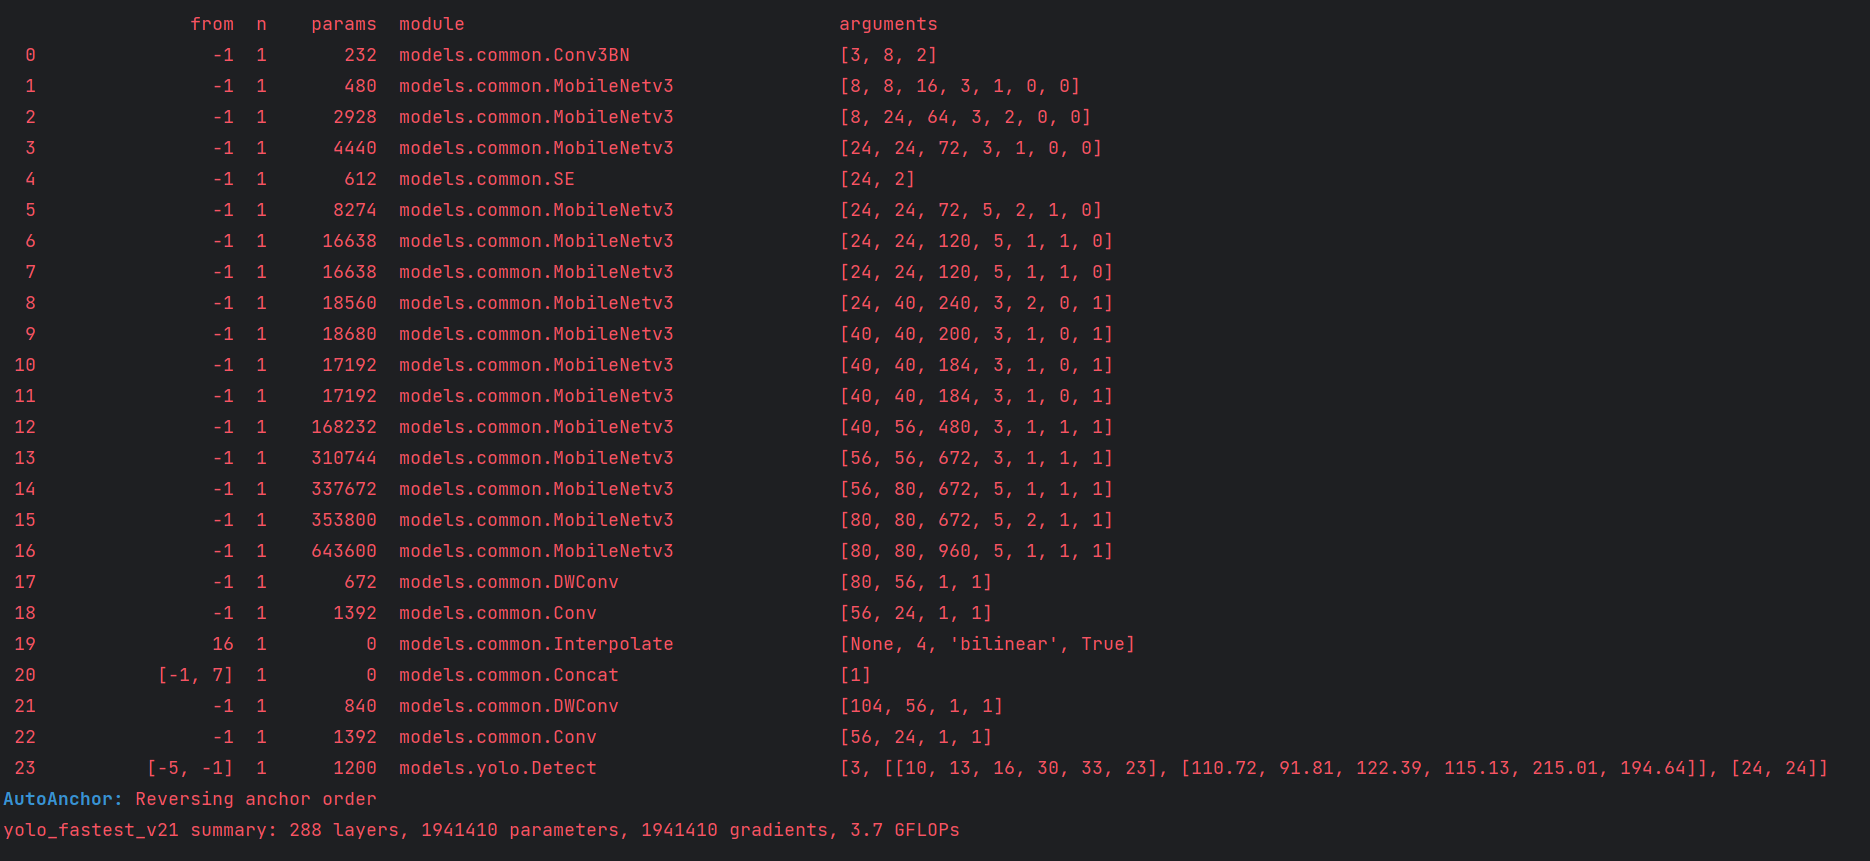 from  n    params  module                                  arguments
0                -1  1       232  models.common.Conv3BN                   [3, 8, 2]
1                -1  1       480  models.common.MobileNetv3               [8, 8, 16, 3, 1, 0, 0]
2                -1  1      2928  models.common.MobileNetv3               [8, 24, 64, 3, 2, 0, 0]
3                -1  1      4440  models.common.MobileNetv3               [24, 24, 72, 3, 1, 0, 0]
4                -1  1       612  models.common.SE                        [24, 2]
5                -1  1      8274  models.common.MobileNetv3               [24, 24, 72, 5, 2, 1, 0]
6                -1  1     16638  models.common.MobileNetv3               [24, 24, 120, 5, 1, 1, 0]
7                -1  1     16638  models.common.MobileNetv3               [24, 24, 120, 5, 1, 1, 0]
8                -1  1     18560  models.common.MobileNetv3               [24, 40, 240, 3, 2, 0, 1]
9                -1  1     18680  models.common.MobileNetv3               [40, 40, 200, 3, 1, 0, 1]
10                -1  1     17192  models.common.MobileNetv3               [40, 40, 184, 3, 1, 0, 1]
11                -1  1     17192  models.common.MobileNetv3               [40, 40, 184, 3, 1, 0, 1]
12                -1  1    168232  models.common.MobileNetv3               [40, 56, 480, 3, 1, 1, 1]
13                -1  1    310744  models.common.MobileNetv3               [56, 56, 672, 3, 1, 1, 1]
14                -1  1    337672  models.common.MobileNetv3               [56, 80, 672, 5, 1, 1, 1]
15                -1  1    353800  models.common.MobileNetv3               [80, 80, 672, 5, 2, 1, 1]
16                -1  1    643600  models.common.MobileNetv3               [80, 80, 960, 5, 1, 1, 1]
17                -1  1       672  models.common.DWConv                    [80, 56, 1, 1]
18                -1  1      1392  models.common.Conv                      [56, 24, 1, 1]
19                16  1         0  models.common.Interpolate               [None, 4, 'bilinear', True]
20           [-1, 7]  1         0  models.common.Concat                    [1]
21                -1  1       840  models.common.DWConv                    [104, 56, 1, 1]
22                -1  1      1392  models.common.Conv                      [56, 24, 1, 1]
23          [-5, -1]  1      1200  models.yolo.Detect                      [3, [[10, 13, 16, 30, 33, 23], [110.72, 91.81, 122.39, 115.13, 215.01, 194.64]], [24, 24]]
AutoAnchor: Reversing anchor order
yolo_fastest_v21 summary: 288 layers, 1941410 parameters, 1941410 gradients, 3.7 GFLOPs